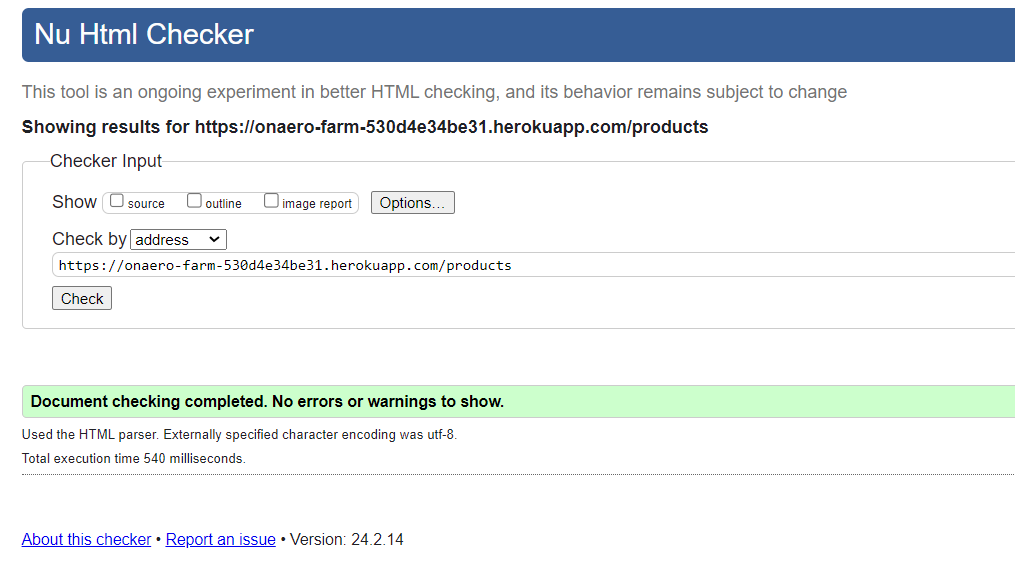 Nu Html Checker
This tool is an ongoing experiment in better HTML checking, and its behavior remains subject to change
Showing results for https://onaero-farm-530d4e34be31.herokuapp.com/products
Checker Input
Show source outline image report Options...
Check by address
https://onaero-farm-530d4e34be31.herokuapp.com/products
Check
Document checking completed. No errors or warnings to show.
Used the HTML parser. Externally specified character encoding was utf-8.
Total execution time 540 milliseconds.
About this checker • Report an issue • Version: 24.2.14